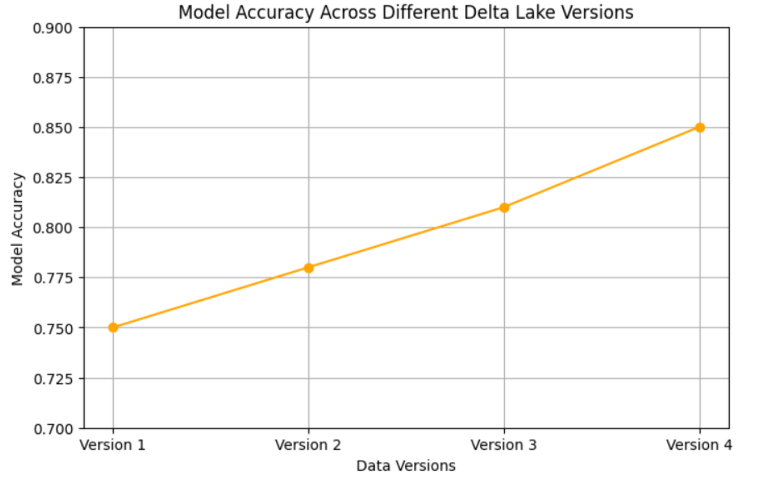 Model Accuracy Across Different Delta Lake Versions
0.900
0.875
0.850
0.825
0.800
0.775
0.750
0.725
0.700
Model Accuracy
Version 1 Version 2 Version 3 Version 4
Data Versions